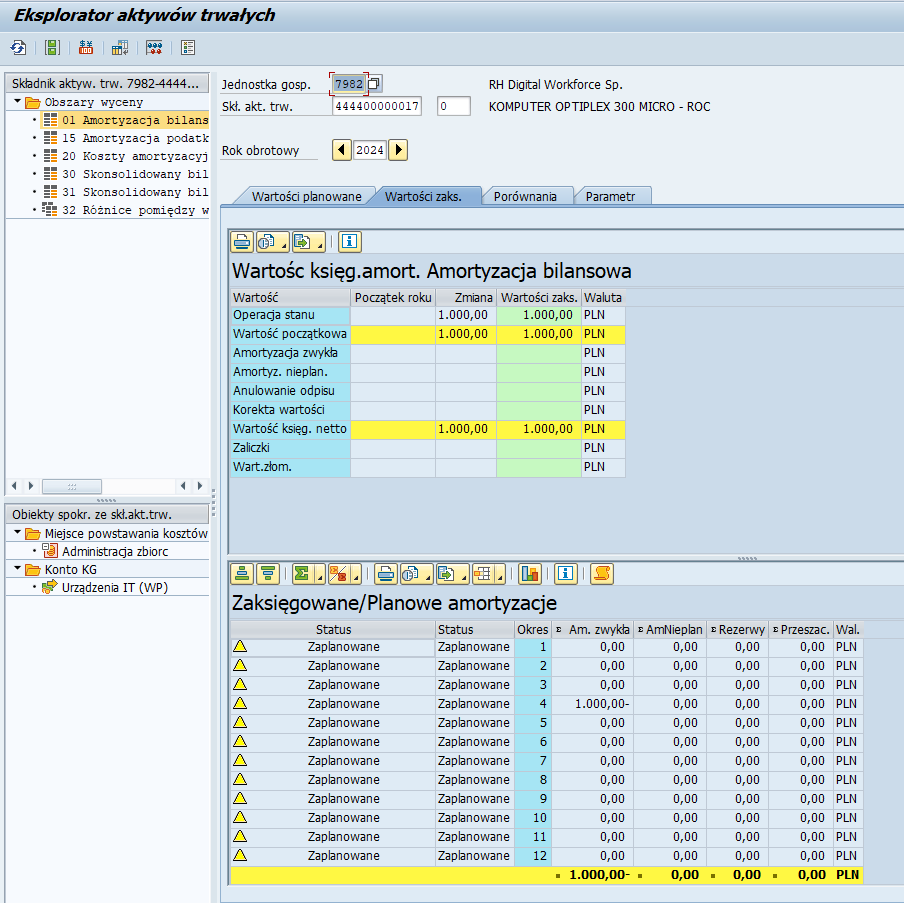 Eksplorator aktywów trwałych
Składnik aktyw. trw. 7982-4444...
Obszary wyceny
01 Amortyzacja bilans
15 Amortyzacja podatk
20 Koszty amortyzacyj
30 Skonsolidowany bil
31 Skonsolidowany bil
32 Różnice pomiędzy w
Obiekty spokr. ze skł.akt.trw.
Miejsce powstawania kosztów
Administracja zbiorc
Konto KG
Urządzenia IT (WP)
Jednostka gosp. 7982 RH Digital Workforce Sp.
Skł. akt. trw. 444400000017 0 KOMPUTER OPTIPLEX 300 MICRO - ROC
Rok obrotowy 2024
Wartości planowane Wartości zaks. Porównania Parametr
Wartośc księg.amort. Amortyzacja bilansowa
Wartość Początek roku Zmiana Wartości zaks. Waluta
Operacja stanu 1.000,00 1.000,00 PLN
Wartość początkowa 1.000,00 1.000,00 PLN
Amortyzacja zwykła PLN
Amortyz. nieplan. PLN
Anulowanie odpisu PLN
Korekta wartości PLN
Wartość księg. netto 1.000,00 1.000,00 PLN
Zaliczki PLN
Wart.złom. PLN
Zaksięgowane/Planowe amortyzacje
Status Status Okres Σ Am. zwykła Σ AmNieplan Σ Rezerwy Σ Przeszac. Wal.
Zaplanowane Zaplanowane 1 0,00 0,00 0,00 0,00 PLN
Zaplanowane Zaplanowane 2 0,00 0,00 0,00 0,00 PLN
Zaplanowane Zaplanowane 3 0,00 0,00 0,00 0,00 PLN
Zaplanowane Zaplanowane 4 1.000,00- 0,00 0,00 0,00 PLN
Zaplanowane Zaplanowane 5 0,00 0,00 0,00 0,00 PLN
Zaplanowane Zaplanowane 6 0,00 0,00 0,00 0,00 PLN
Zaplanowane Zaplanowane 7 0,00 0,00 0,00 0,00 PLN
Zaplanowane Zaplanowane 8 0,00 0,00 0,00 0,00 PLN
Zaplanowane Zaplanowane 9 0,00 0,00 0,00 0,00 PLN
Zaplanowane Zaplanowane 10 0,00 0,00 0,00 0,00 PLN
Zaplanowane Zaplanowane 11 0,00 0,00 0,00 0,00 PLN
Zaplanowane Zaplanowane 12 0,00 0,00 0,00 0,00 PLN
1.000,00- 0,00 0,00 0,00 PLN